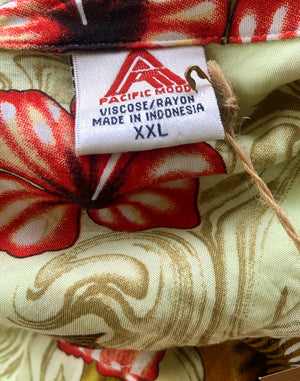 PACIFIC MOOD
VISCOSE/RAYON
MADE IN INDONESIA
XXL